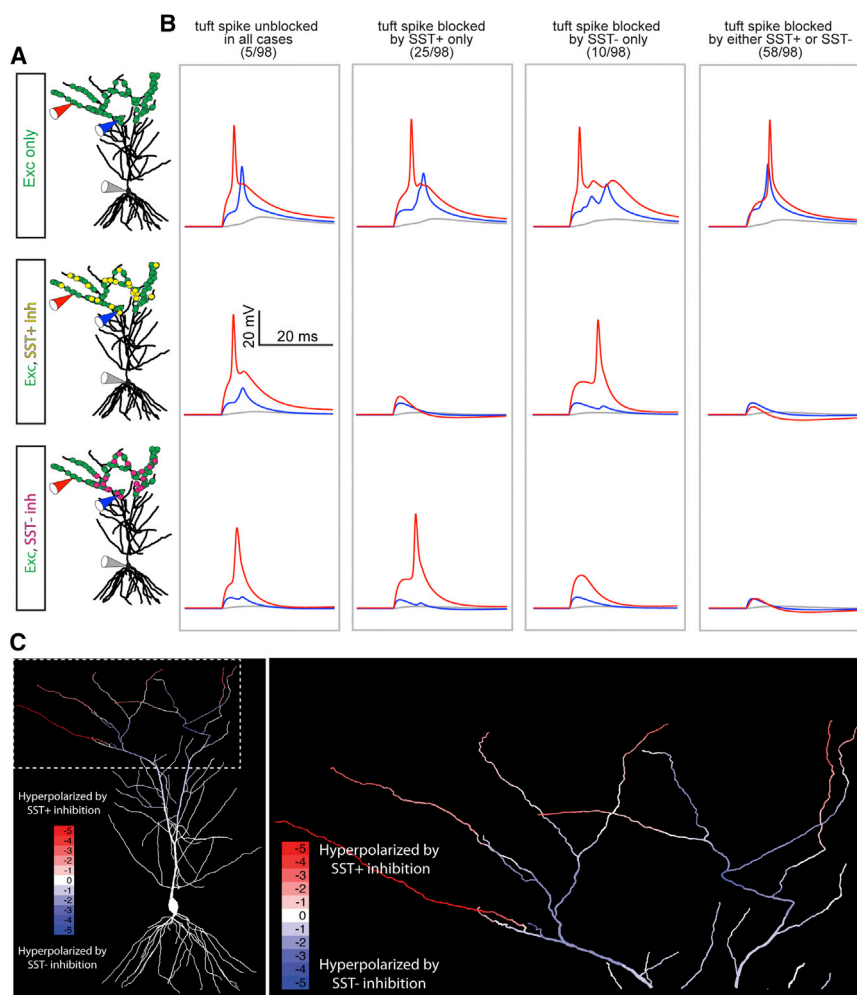 B
tuft spike unblocked
in all cases
(5/98)
tuft spike blocked
by SST+ only
(25/98)
tuft spike blocked
by SST- only
(10/98)
tuft spike blocked
by either SST+ or SST-
(58/98)
A
Exc only
Exc, SST+ inh
20 mV
20 ms
Exc, SST- inh
C
Hyperpolarized by
SST+ inhibition
-5
-4
-3
-2
-1
0
-1
-2
-3
-4
-5
Hyperpolarized by
SST- inhibition
Hyperpolarized by
SST+ inhibition
-5
-4
-3
-2
-1
0
-1
-2
-3
-4
-5
Hyperpolarized by
SST- inhibition